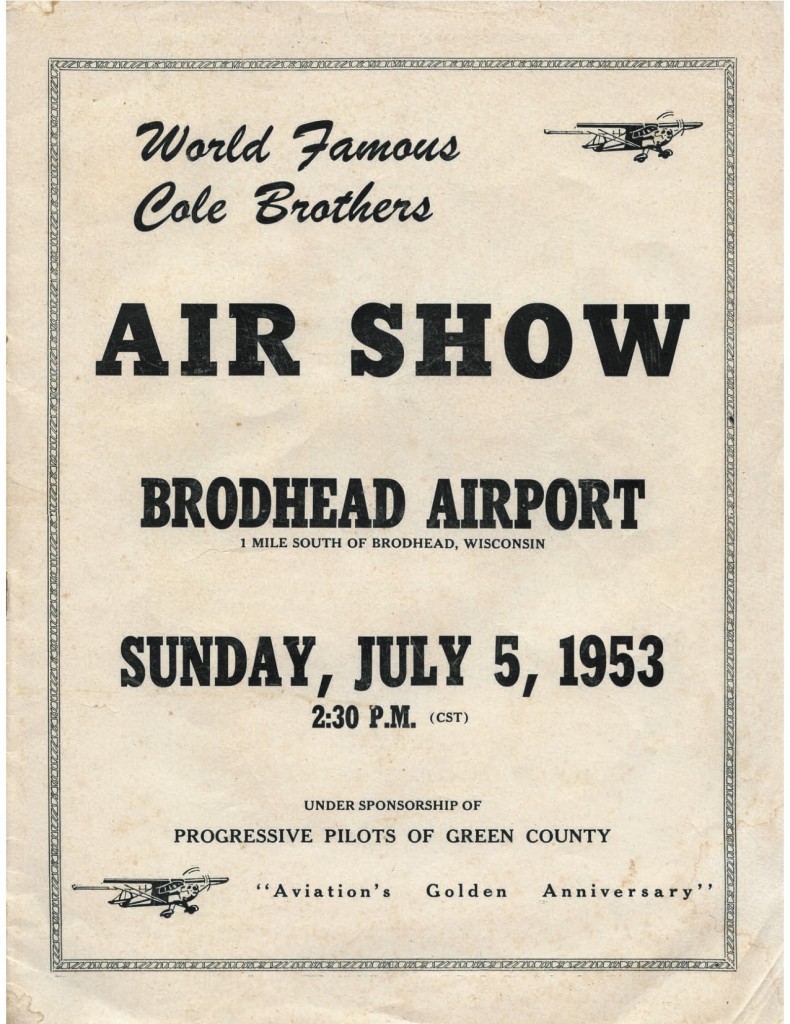 World Famous
Cole Brothers
AIR SHOW
BRODHEAD AIRPORT
1 MILE SOUTH OF BRODHEAD, WISCONSIN
SUNDAY, JULY 5, 1953
2:30 P.M. (CST)
UNDER SPONSORSHIP OF
PROGRESSIVE PILOTS OF GREEN COUNTY
"Aviation's Golden Anniversary"